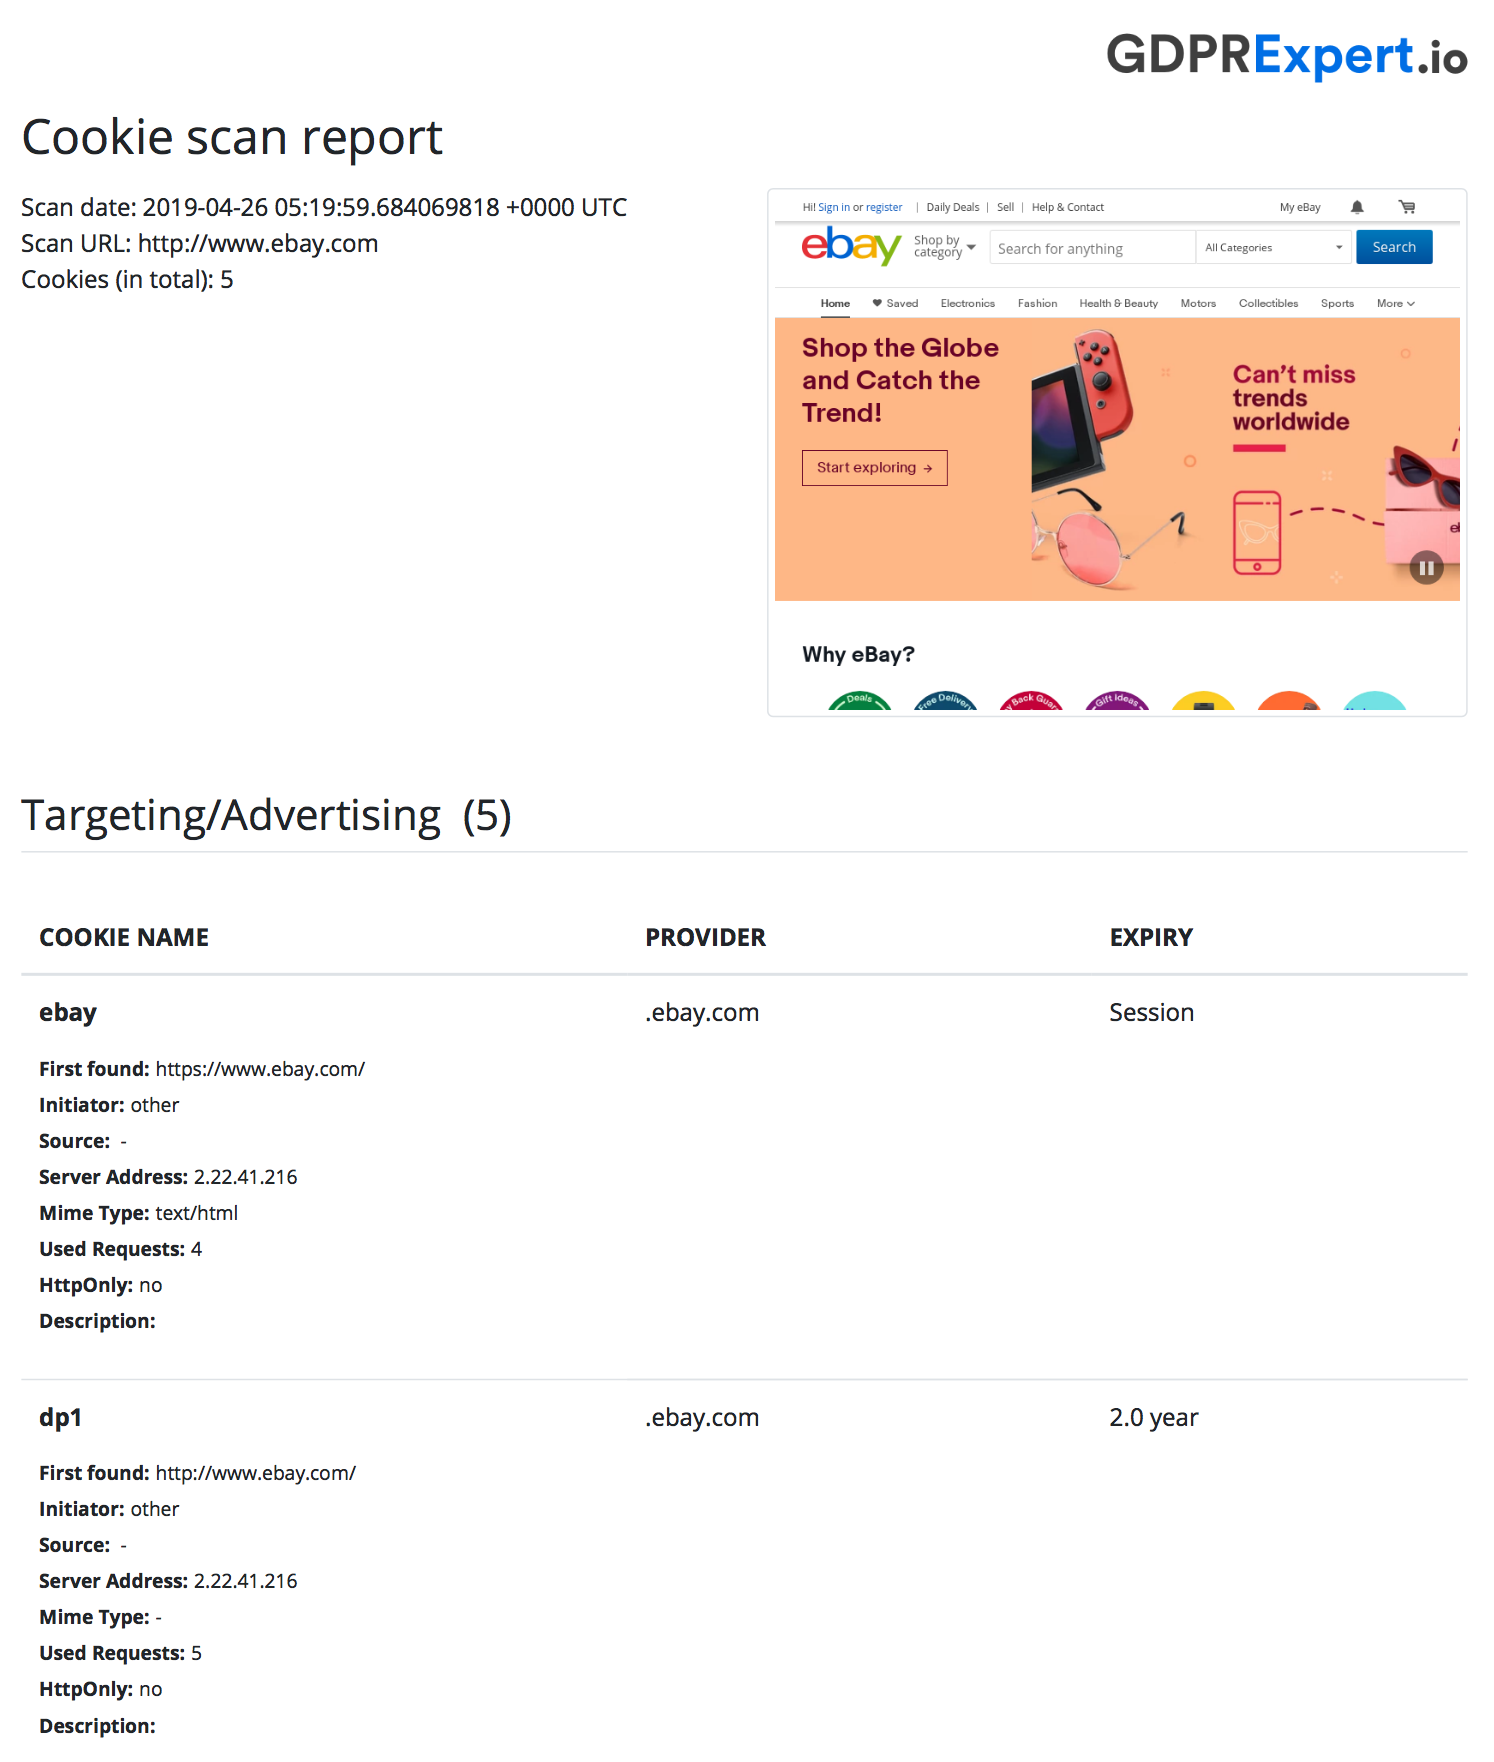 GDPRExpert.io
Cookie scan report
Scan date: 2019-04-26 05:19:59.684069818 +0000 UTC
Scan URL: http://www.ebay.com
Cookies (in total): 5
Hi! Sign in or register | Daily Deals | Sell | Help & Contact My eBay
ebay Shop by category Search for anything All Categories Search
Home Saved Electronics Fashion Health & Beauty Motors Collectibles Sports More
Shop the Globe
and Catch the
Trend!
Start exploring →
Can't miss
trends
worldwide
Why eBay?
Deals Free Delivery Back Gift Ideas
Targeting/Advertising (5)
COOKIE NAME PROVIDER EXPIRY
ebay .ebay.com Session
First found: https://www.ebay.com/
Initiator: other
Source: -
Server Address: 2.22.41.216
Mime Type: text/html
Used Requests: 4
HttpOnly: no
Description:
dp1 .ebay.com 2.0 year
First found: http://www.ebay.com/
Initiator: other
Source: -
Server Address: 2.22.41.216
Mime Type: -
Used Requests: 5
HttpOnly: no
Description: